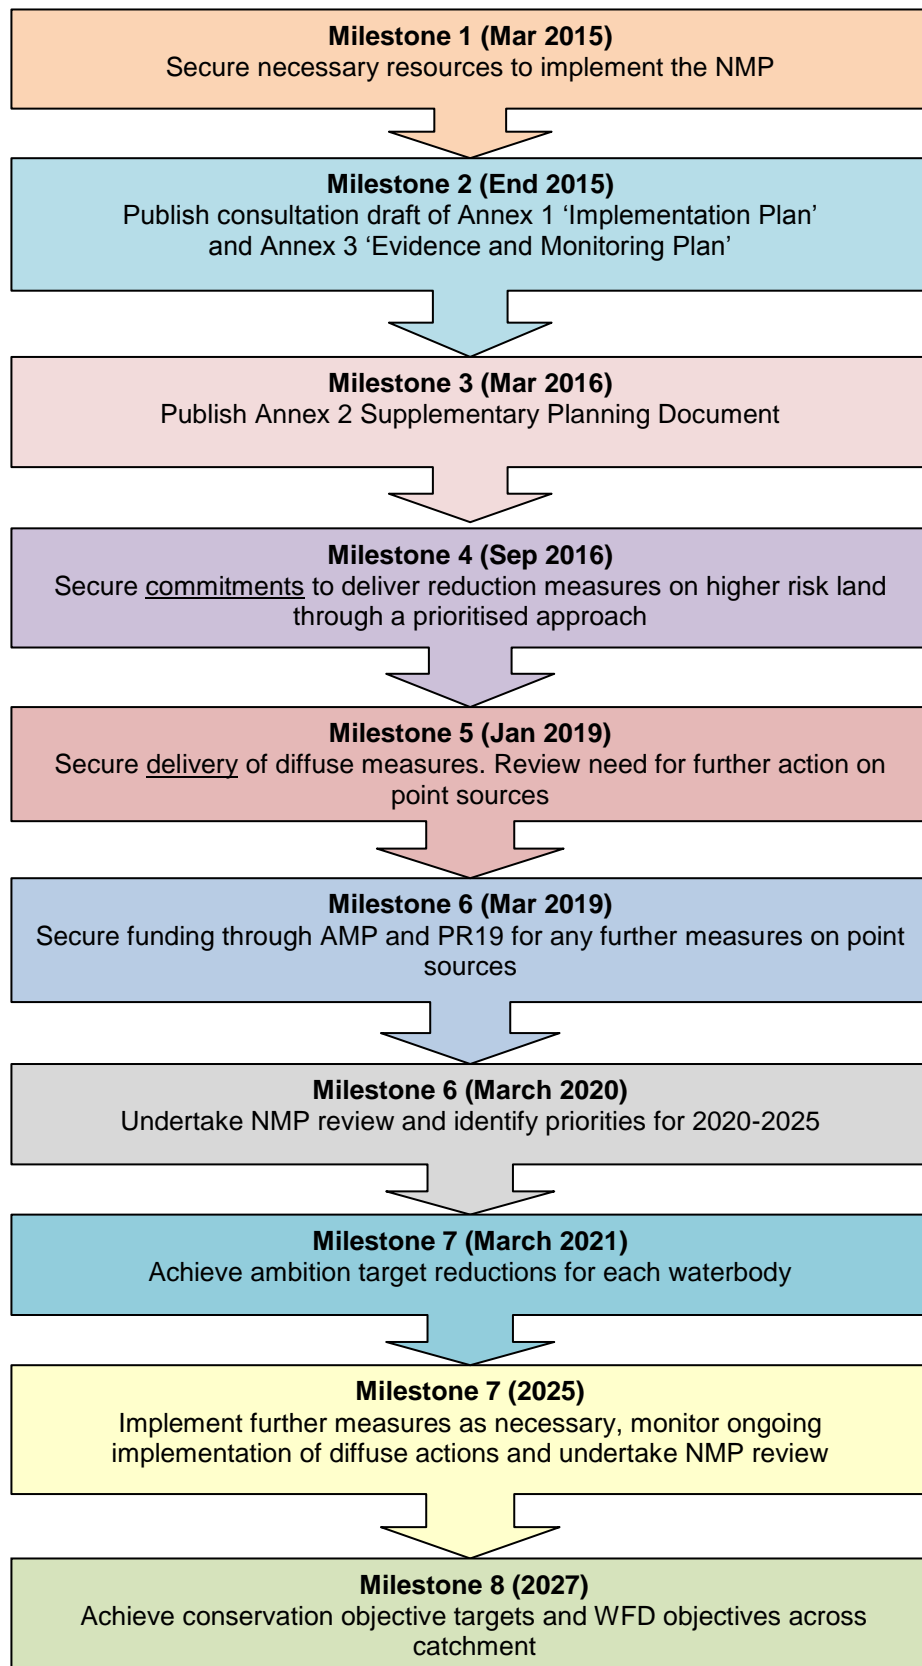 Milestone 1 (Mar 2015)
Secure necessary resources to implement the NMP
Milestone 2 (End 2015)
Publish consultation draft of Annex 1 ‘Implementation Plan’
and Annex 3 ‘Evidence and Monitoring Plan’
Milestone 3 (Mar 2016)
Publish Annex 2 Supplementary Planning Document
Milestone 4 (Sep 2016)
Secure commitments to deliver reduction measures on higher risk land
through a prioritised approach
Milestone 5 (Jan 2019)
Secure delivery of diffuse measures. Review need for further action on
point sources
Milestone 6 (Mar 2019)
Secure funding through AMP and PR19 for any further measures on point
sources
Milestone 6 (March 2020)
Undertake NMP review and identify priorities for 2020-2025
Milestone 7 (March 2021)
Achieve ambition target reductions for each waterbody
Milestone 7 (2025)
Implement further measures as necessary, monitor ongoing
implementation of diffuse actions and undertake NMP review
Milestone 8 (2027)
Achieve conservation objective targets and WFD objectives across
catchment